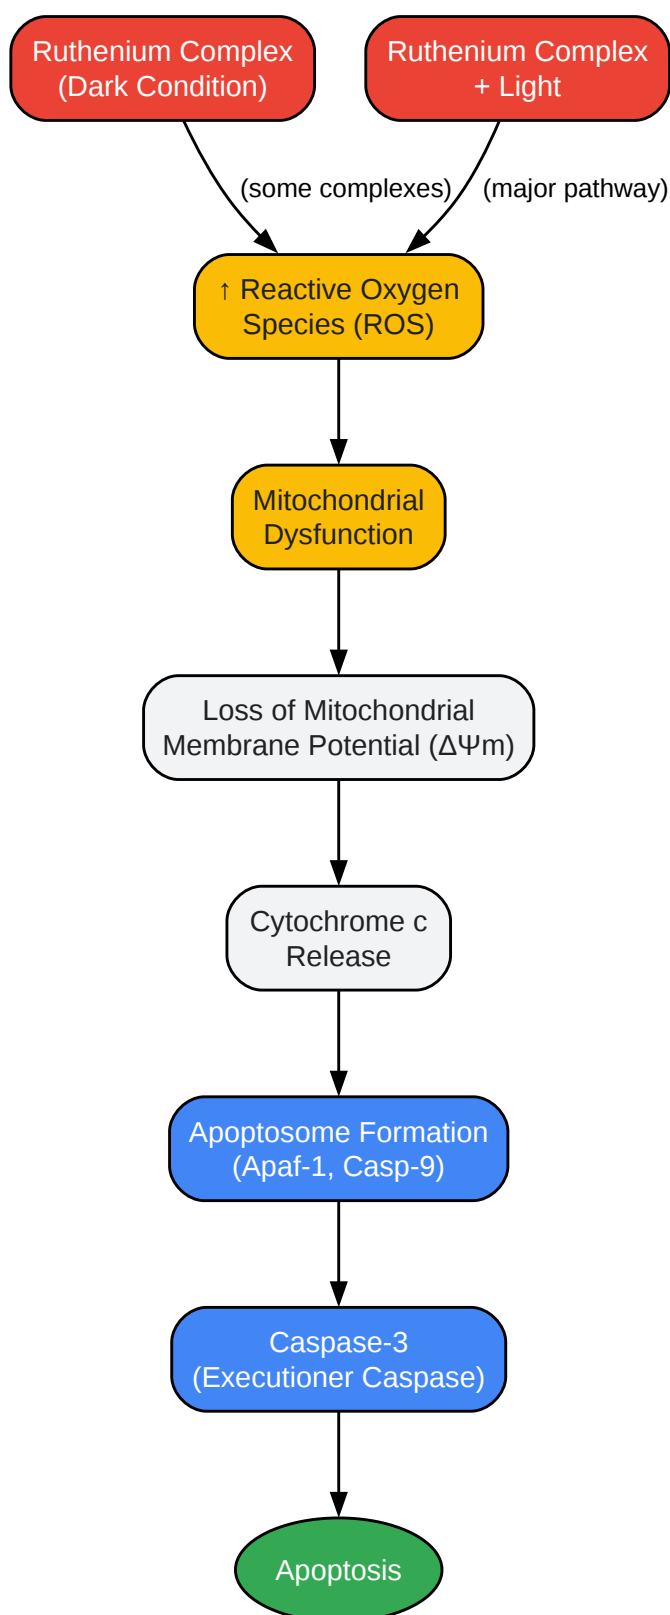 Ruthenium Complex
(Dark Condition)
Ruthenium Complex
+ Light
(some complexes)
(major pathway)
↑ Reactive Oxygen
Species (ROS)
Mitochondrial
Dysfunction
Loss of Mitochondrial
Membrane Potential (ΔΨm)
Cytochrome c
Release
Apoptosome Formation
(Apaf-1, Casp-9)
Caspase-3
(Executioner Caspase)
Apoptosis